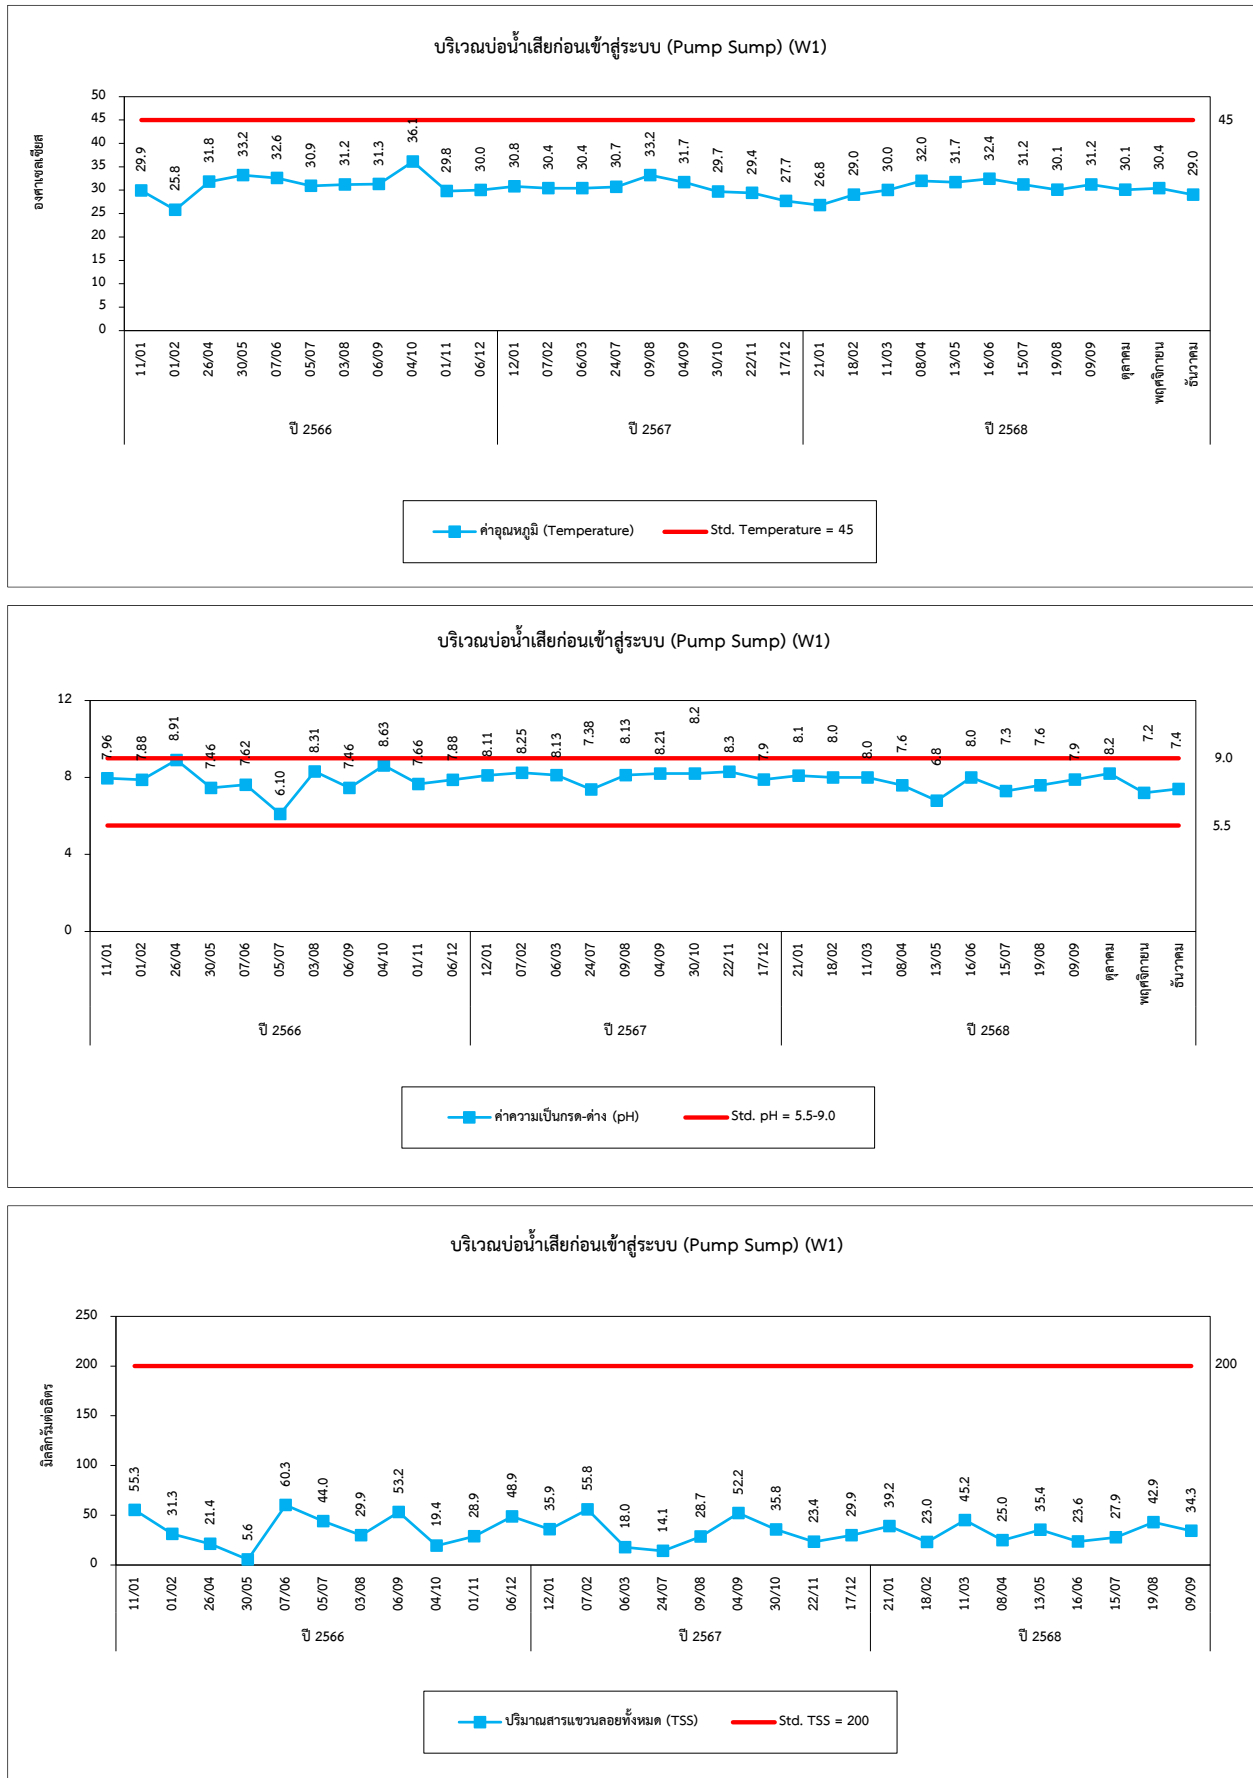 บริเวณบ่อน้ำเสียก่อนเข้าสู่ระบบ (Pump Sump) (W1)
องศาเซลเซียส
50
45
40
35
30
25
20
15
10
5
0
29.9 25.8 31.8 33.2 32.6 30.9 31.2 31.3 36.1 29.8 30.0 30.8 30.4 30.4 30.7 33.2 31.7 29.7 29.4 27.7 26.8 29.0 30.0 32.0 31.7 32.4 31.2 30.1 31.2 30.1 30.4 29.0
45
11/01 01/02 26/04 30/05 07/06 05/07 03/08 06/09 04/10 01/11 06/12 12/01 07/02 06/03 24/07 09/08 04/09 30/10 22/11 17/12 21/01 18/02 11/03 08/04 13/05 16/06 15/07 19/08 09/09 ตุลาคม พฤศจิกายน ธันวาคม
ปี 2566 ปี 2567 ปี 2568
ค่าอุณหภูมิ (Temperature) Std. Temperature = 45
บริเวณบ่อน้ำเสียก่อนเข้าสู่ระบบ (Pump Sump) (W1)
12
8
4
0
7.96 7.88 8.91 7.46 7.62 6.10 8.31 7.46 8.63 7.66 7.88 8.11 8.25 8.13 7.38 8.13 8.21 8.2 8.3 7.9 8.1 8.0 8.0 7.6 6.8 8.0 7.3 7.6 7.9 8.2 7.2 7.4
9.0
5.5
11/01 01/02 26/04 30/05 07/06 05/07 03/08 06/09 04/10 01/11 06/12 12/01 07/02 06/03 24/07 09/08 04/09 30/10 22/11 17/12 21/01 18/02 11/03 08/04 13/05 16/06 15/07 19/08 09/09 ตุลาคม พฤศจิกายน ธันวาคม
ปี 2566 ปี 2567 ปี 2568
ค่าความเป็นกรด-ด่าง (pH) Std. pH = 5.5-9.0
บริเวณบ่อน้ำเสียก่อนเข้าสู่ระบบ (Pump Sump) (W1)
มิลลิกรัมต่อลิตร
250
200
150
100
50
0
55.3 31.3 21.4 5.6 60.3 44.0 29.9 53.2 19.4 28.9 48.9 35.9 55.8 18.0 14.1 28.7 52.2 35.8 23.4 29.9 39.2 23.0 45.2 25.0 35.4 23.6 27.9 42.9 34.3
200
11/01 01/02 26/04 30/05 07/06 05/07 03/08 06/09 04/10 01/11 06/12 12/01 07/02 06/03 24/07 09/08 04/09 30/10 22/11 17/12 21/01 18/02 11/03 08/04 13/05 16/06 15/07 19/08 09/09
ปี 2566 ปี 2567 ปี 2568
ปริมาณสารแขวนลอยทั้งหมด (TSS) Std. TSS = 200